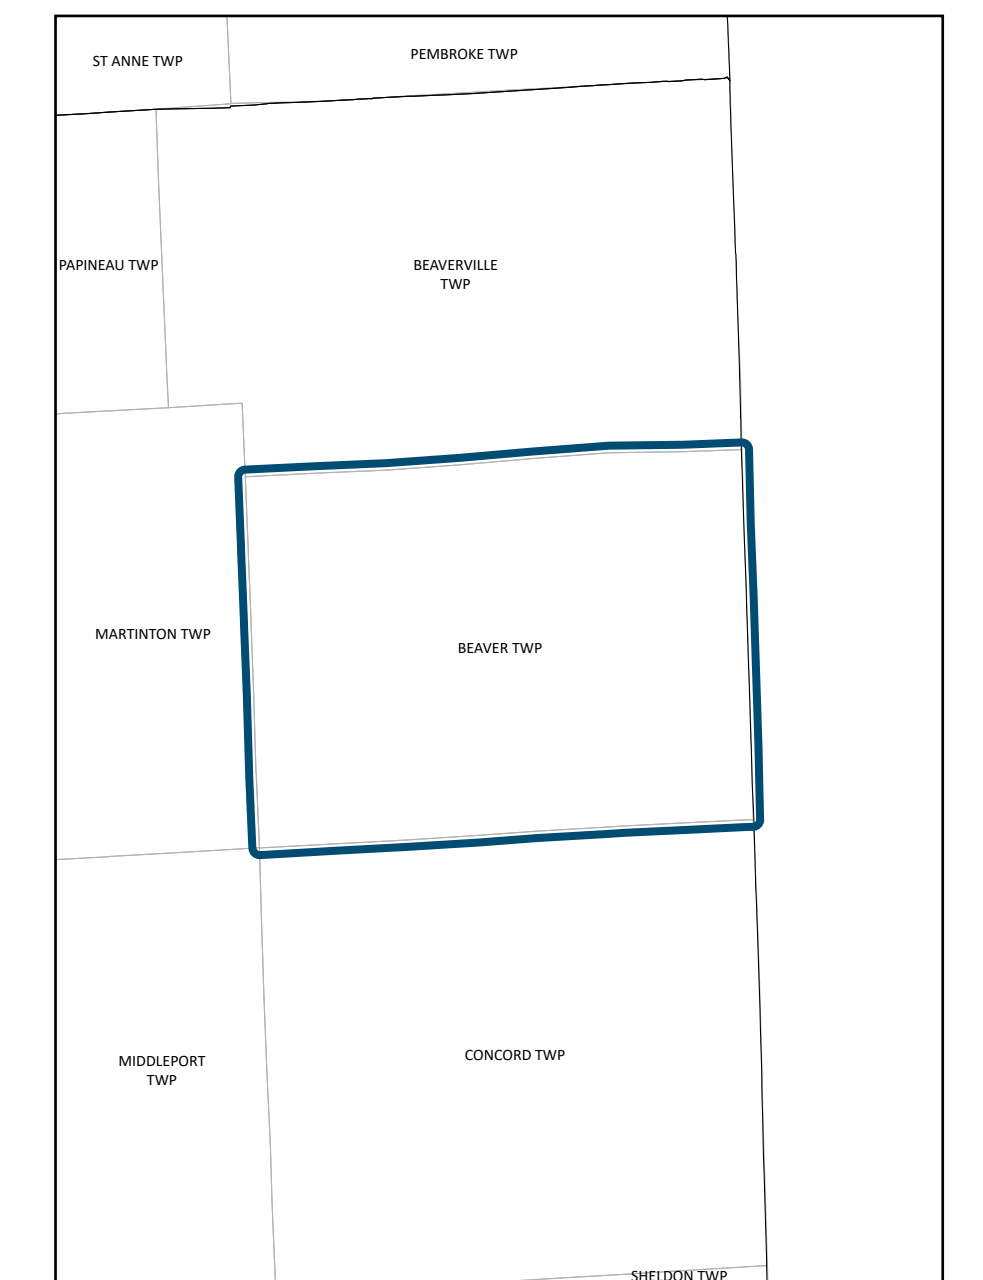 ST ANNE TWP
PEMBROKE TWP
PAPINEAU TWP
BEAVERVILLE
TWP
MARTINTON TWP
BEAVER TWP
MIDDLEPORT
TWP
CONCORD TWP
SHELDON TWP